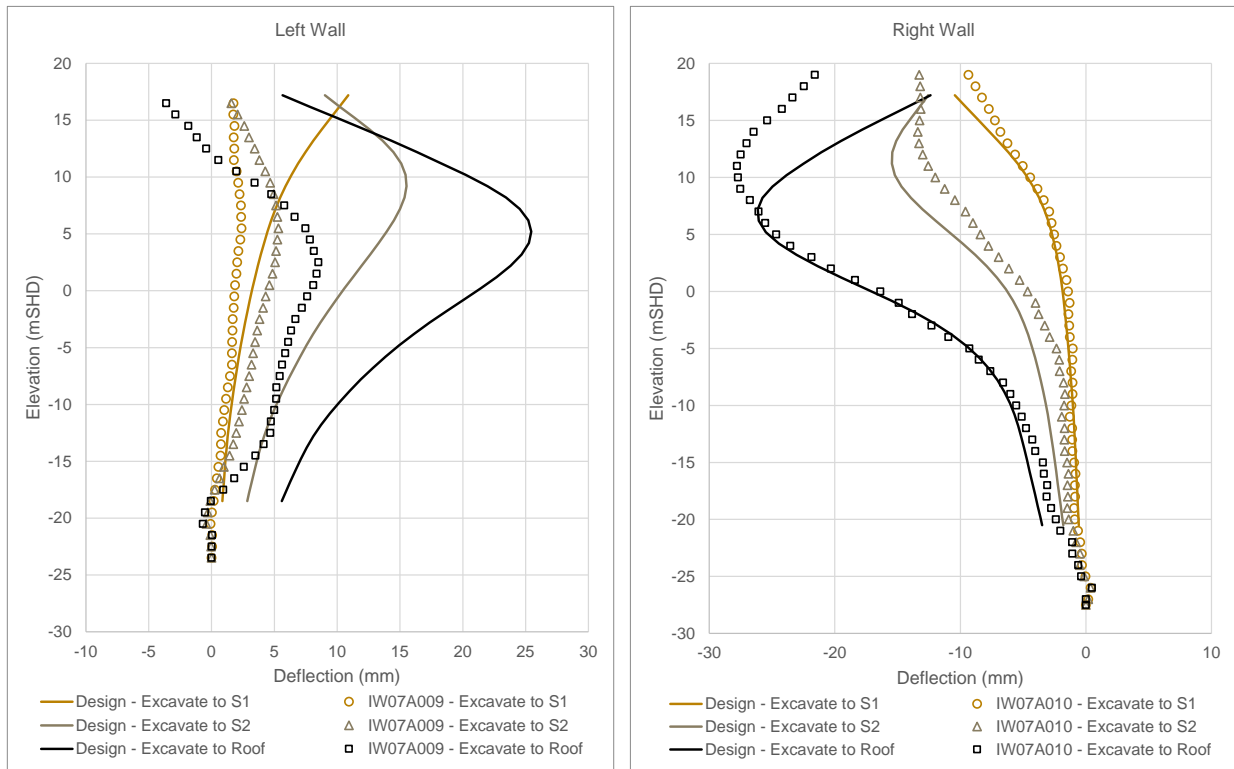 Left Wall
20
15
10
5
0
-5
-10
-15
-20
-25
-30
Elevation (mSHD)
-10 -5 0 5 10 15 20 25 30
Deflection (mm)
Design - Excavate to S1 IW07A009 - Excavate to S1
Design - Excavate to S2 IW07A009 - Excavate to S2
Design - Excavate to Roof IW07A009 - Excavate to Roof
Right Wall
20
15
10
5
0
-5
-10
-15
-20
-25
-30
Elevation (mSHD)
-30 -20 -10 0 10
Deflection (mm)
Design - Excavate to S1 IW07A010 - Excavate to S1
Design - Excavate to S2 IW07A010 - Excavate to S2
Design - Excavate to Roof IW07A010 - Excavate to Roof